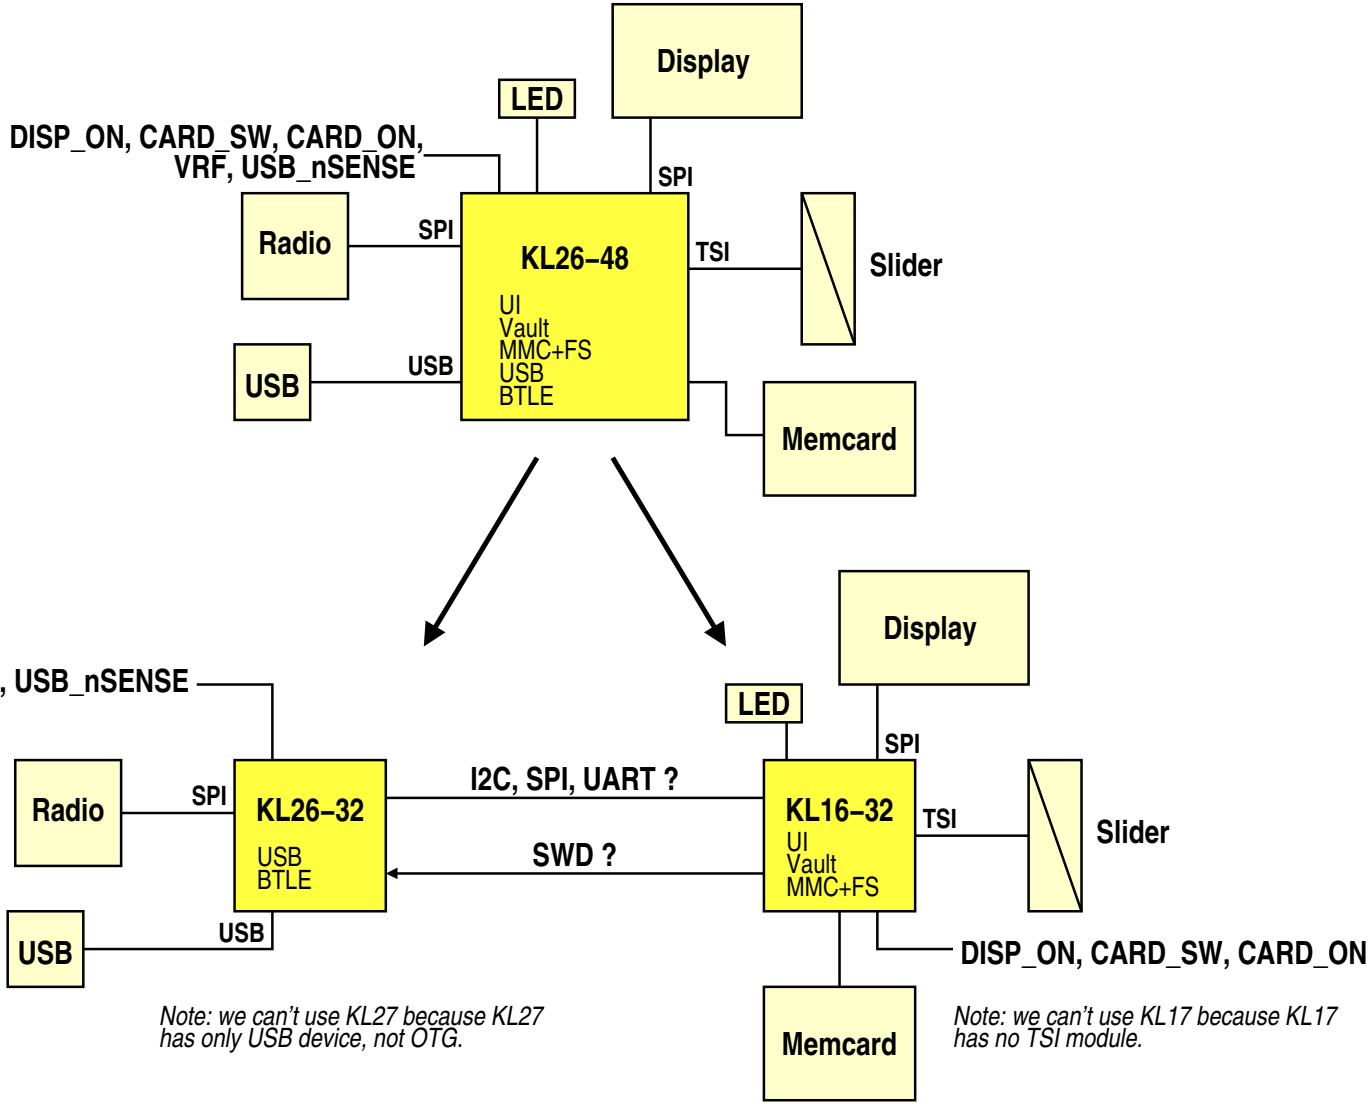 Display
LED
DISP_ON, CARD_SW, CARD_ON,
VRF, USB_nSENSE
SPI
Radio
SPI
KL26–48
TSI
Slider
UI
Vault
MMC+FS
USB
BTLE
USB
USB
Memcard
Display
, USB_nSENSE
LED
SPI
Radio
SPI
KL26–32
USB
BTLE
I2C, SPI, UART ?
SWD ?
KL16–32
UI
Vault
MMC+FS
TSI
Slider
USB
USB
DISP_ON, CARD_SW, CARD_ON
Note: we can't use KL27 because KL27
has only USB device, not OTG.
Memcard
Note: we can't use KL17 because KL17
has no TSI module.